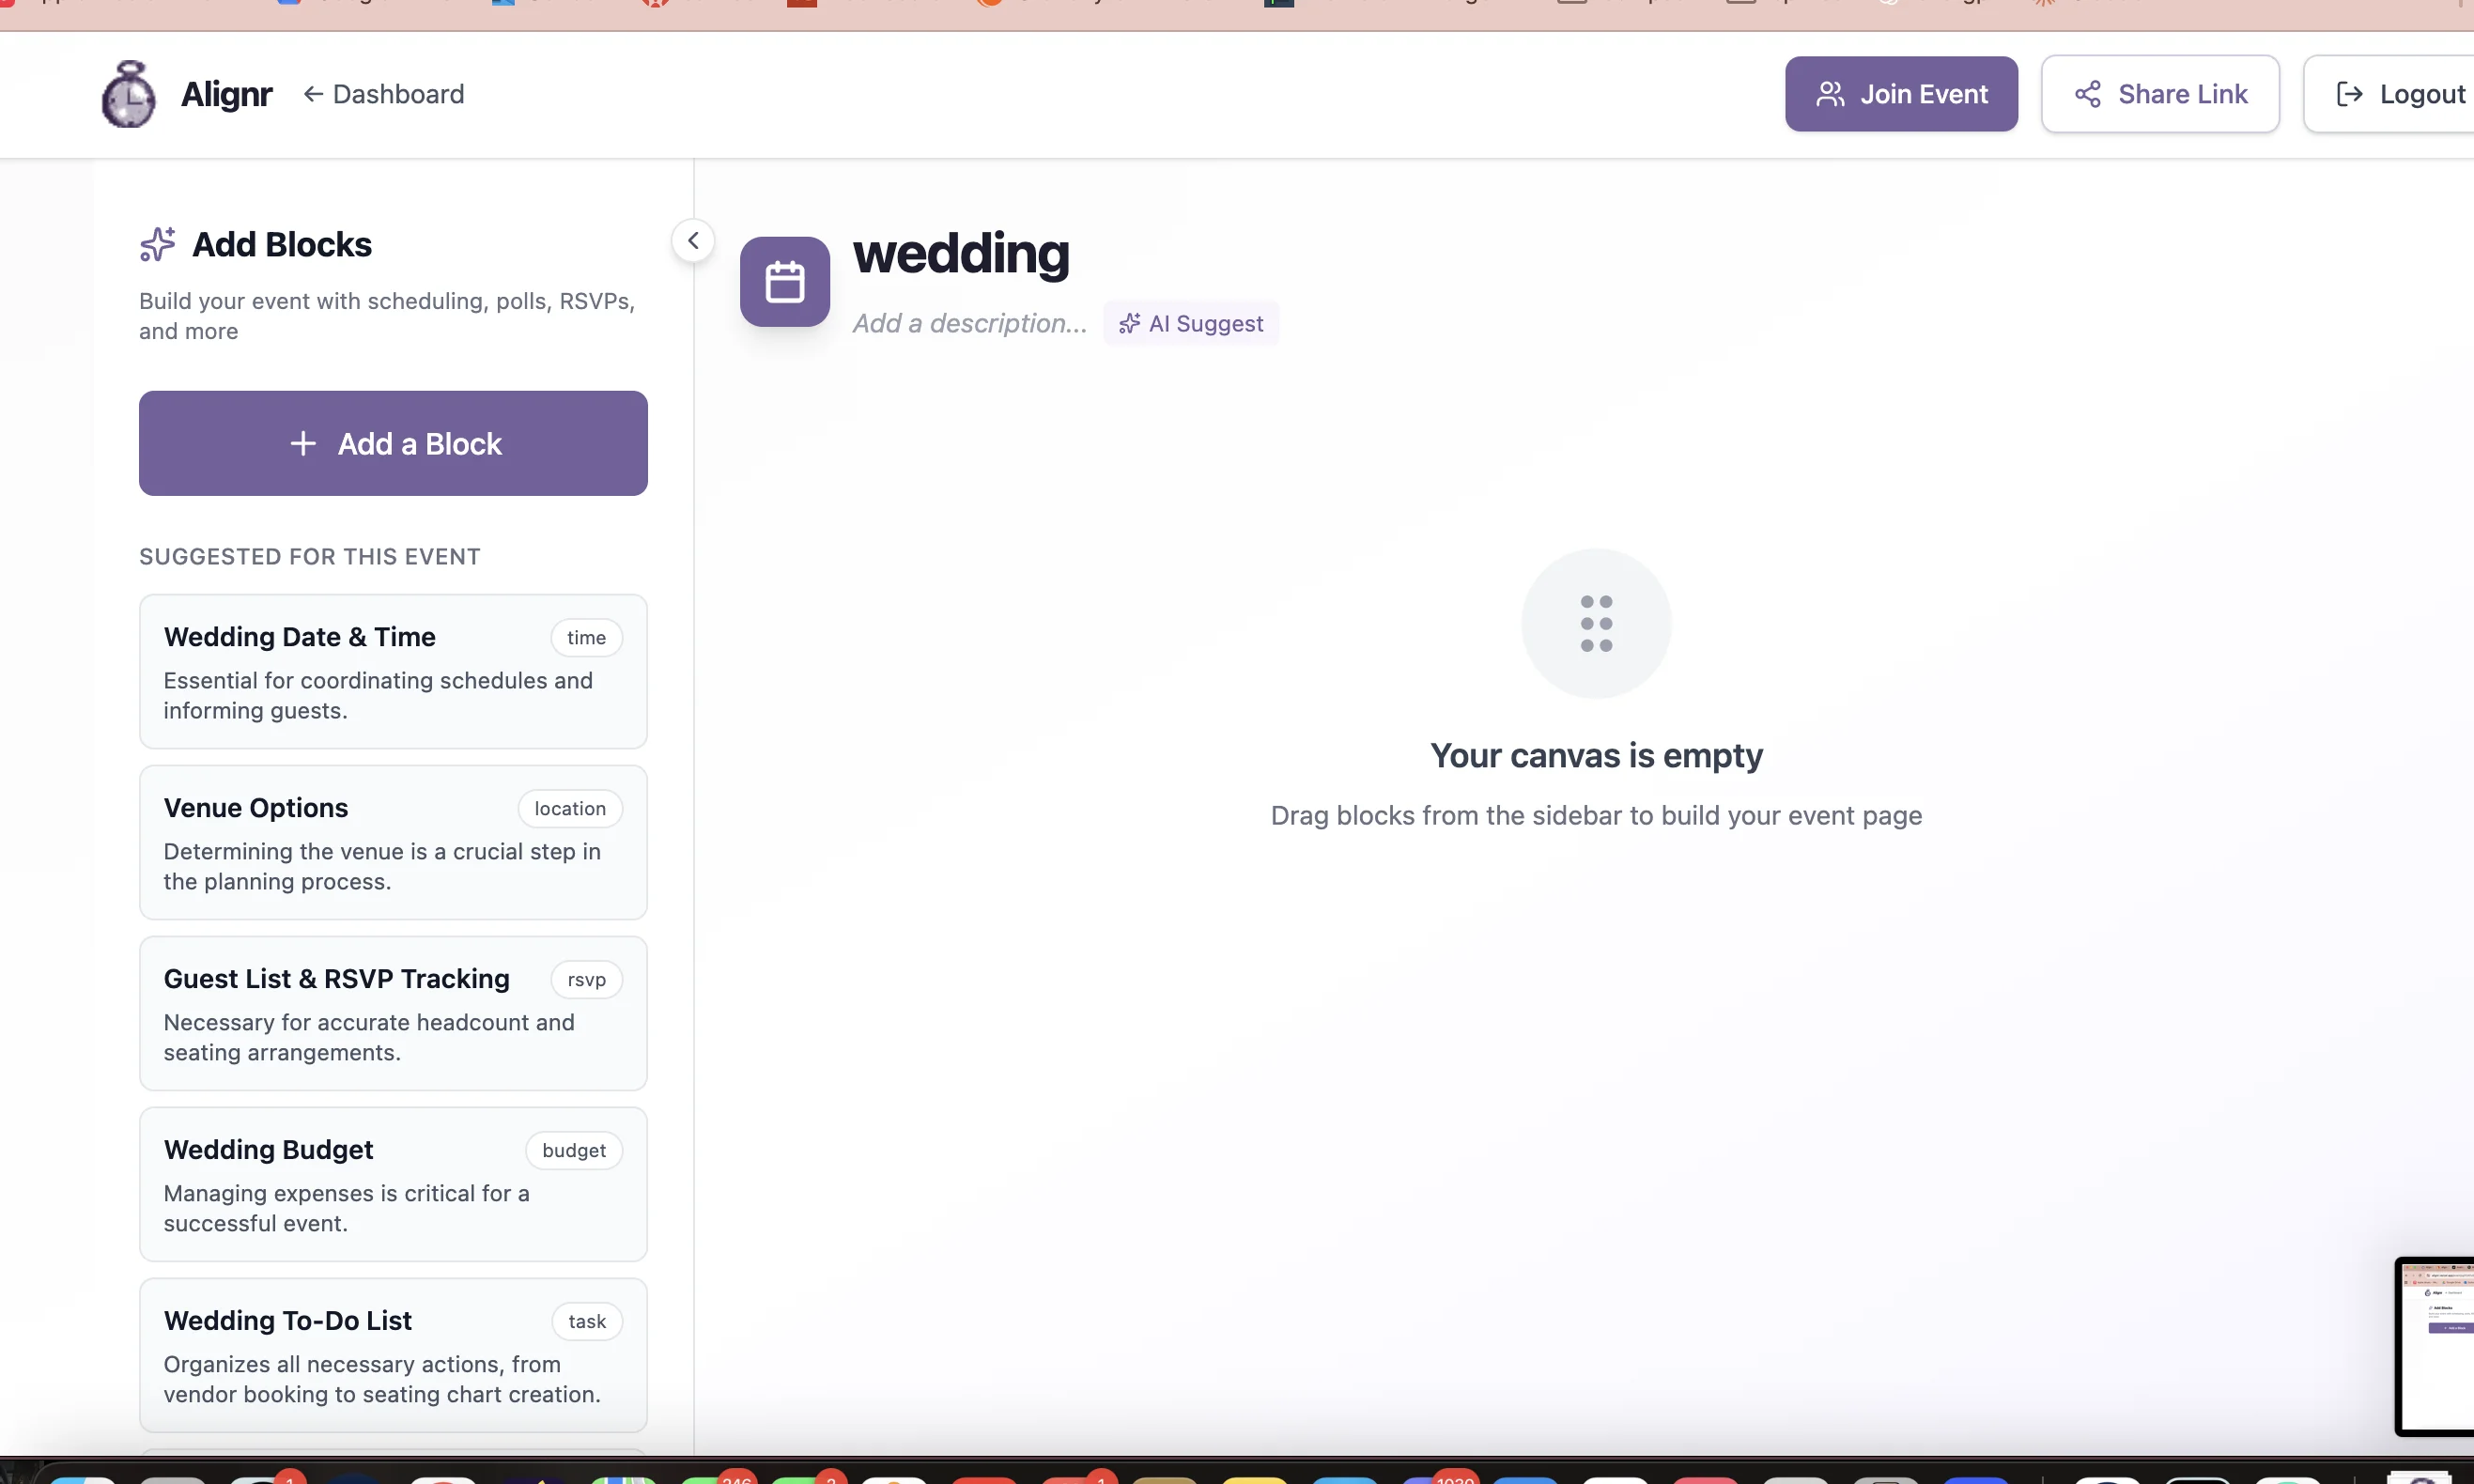 Alignr
← Dashboard
Join Event
Share Link
Logout
Add Blocks
Build your event with scheduling, polls, RSVPs,
and more
+ Add a Block
SUGGESTED FOR THIS EVENT
Wedding Date & Time
time
Essential for coordinating schedules and
informing guests.
Venue Options
location
Determining the venue is a crucial step in
the planning process.
Guest List & RSVP Tracking
rsvp
Necessary for accurate headcount and
seating arrangements.
Wedding Budget
budget
Managing expenses is critical for a
successful event.
Wedding To-Do List
task
Organizes all necessary actions, from
vendor booking to seating chart creation.
wedding
Add a description...
AI Suggest
Your canvas is empty
Drag blocks from the sidebar to build your event page